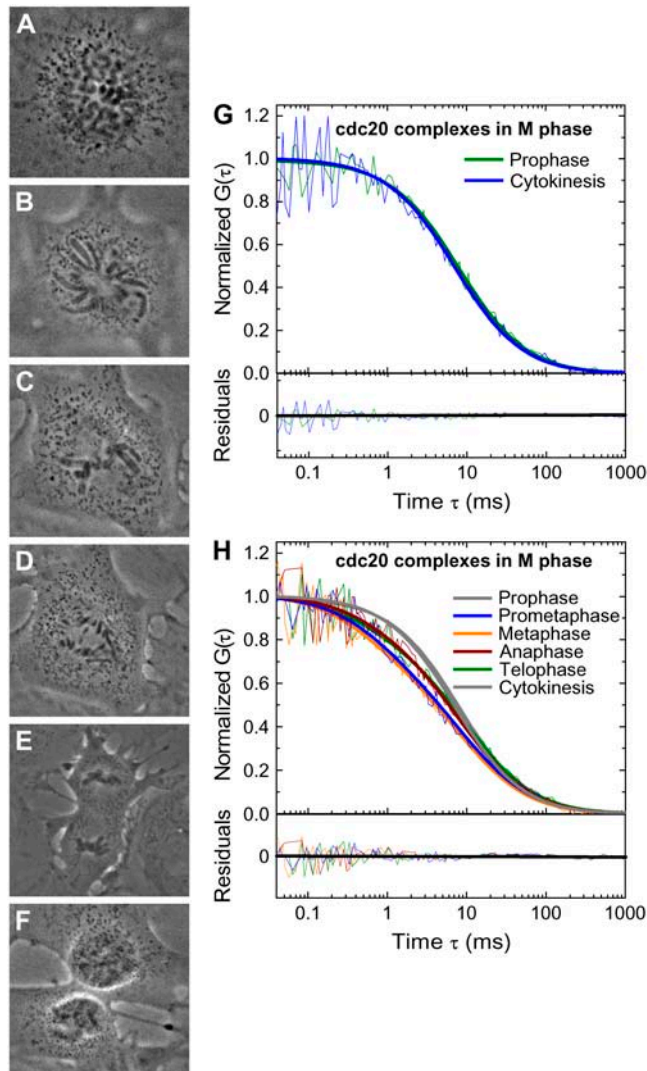 A
B
C
D
E
F
G
cdc20 complexes in M phase
Prophase
Cytokinesis
Normalized G(τ)
1.2
1.0
0.8
0.6
0.4
0.2
0.0
Residuals
0.0
0
0.1 1 10 100 1000
Time τ (ms)
H
cdc20 complexes in M phase
Prophase
Prometaphase
Metaphase
Anaphase
Telophase
Cytokinesis
Normalized G(τ)
1.2
1.0
0.8
0.6
0.4
0.2
0.0
Residuals
0
0.1 1 10 100 1000
Time τ (ms)